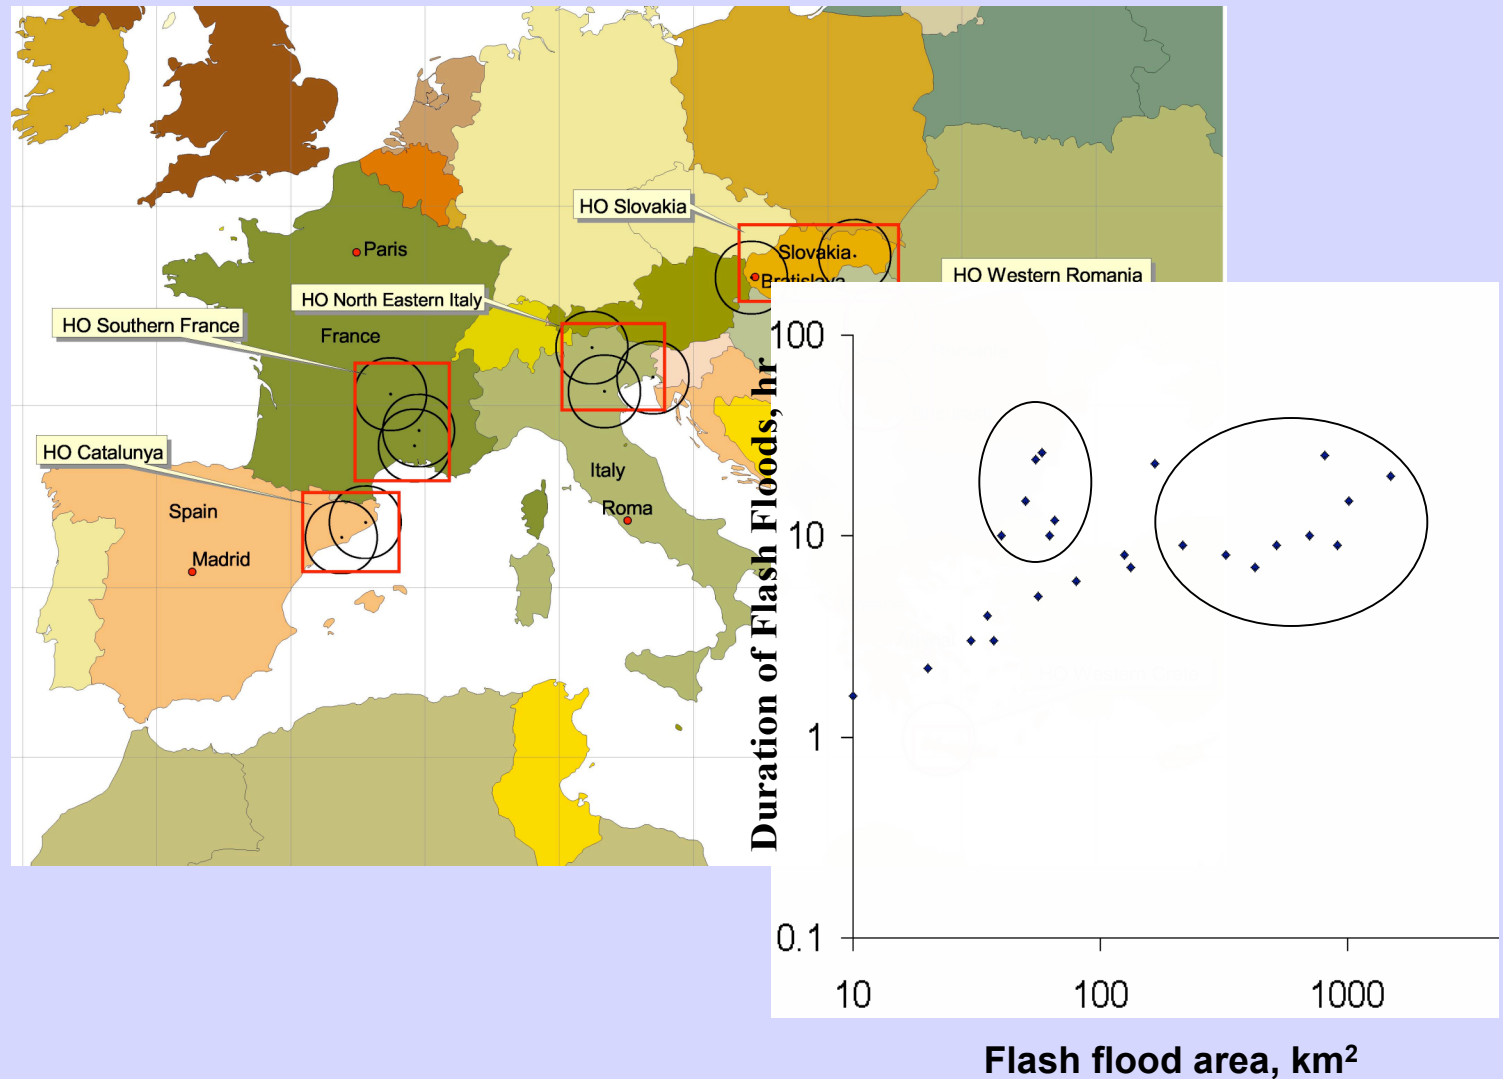 HO Slovakia
Paris
Slovakia
Bratislava
HO Western Romania
HO North Eastern Italy
HO Southern France
France
HO Catalunya
Italy
Spain
Roma
Madrid
Duration of Flash Floods, hr
100
10
1
0.1
10
100
1000
Flash flood area, km²